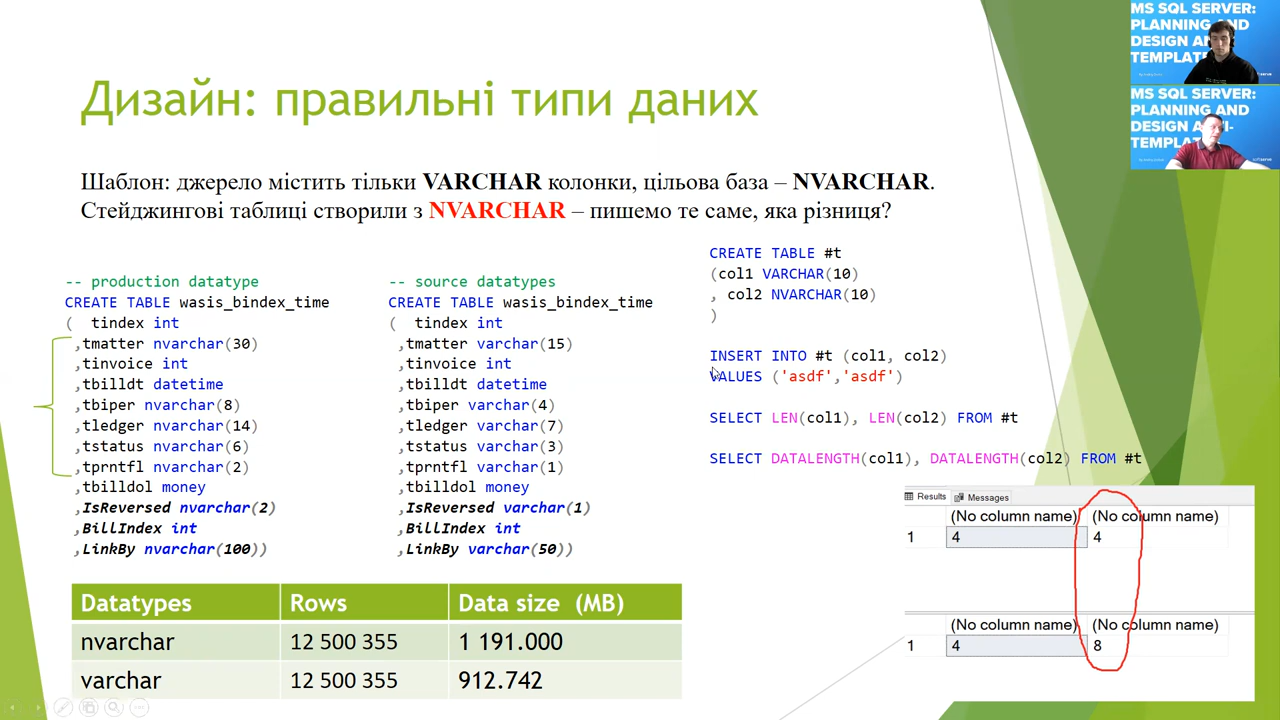 Дизайн: правильні типи даних
Шаблон: джерело містить тільки VARCHAR колонки, цільова база – NVARCHAR.
Стейджингові таблиці створили з NVARCHAR – пишемо те саме, яка різниця?
-- production datatype
CREATE TABLE wasis_bindex_time
( tindex int
,tmatter nvarchar(30)
,tinvoice int
,tbilldt datetime
,tbiper nvarchar(8)
,tledger nvarchar(14)
,tstatus nvarchar(6)
,tprntfl nvarchar(2)
,tbilldol money
,IsReversed nvarchar(2)
,BillIndex int
,LinkBy nvarchar(100))
-- source datatypes
CREATE TABLE wasis_bindex_time
( tindex int
,tmatter varchar(15)
,tinvoice int
,tbilldt datetime
,tbiper varchar(4)
,tledger varchar(7)
,tstatus varchar(3)
,tprntfl varchar(1)
,tbilldol money
,IsReversed varchar(1)
,BillIndex int
,LinkBy varchar(50))
CREATE TABLE #t
(col1 VARCHAR(10)
, col2 NVARCHAR(10)
)
INSERT INTO #t (col1, col2)
VALUES ('asdf','asdf')
SELECT LEN(col1), LEN(col2) FROM #t
SELECT DATALENGTH(col1), DATALENGTH(col2) FROM #t
Results Messages
(No column name) (No column name)
1 4 4
(No column name) (No column name)
1 4 8
Datatypes Rows Data size (MB)
nvarchar 12 500 355 1 191.000
varchar 12 500 355 912.742
MS SQL SERVER:
PLANNING AND
DESIGN AN
TEMPLAT
MS SQL SERVER:
PLANNING AND
DESIGN ANTI-
TEMPLAT